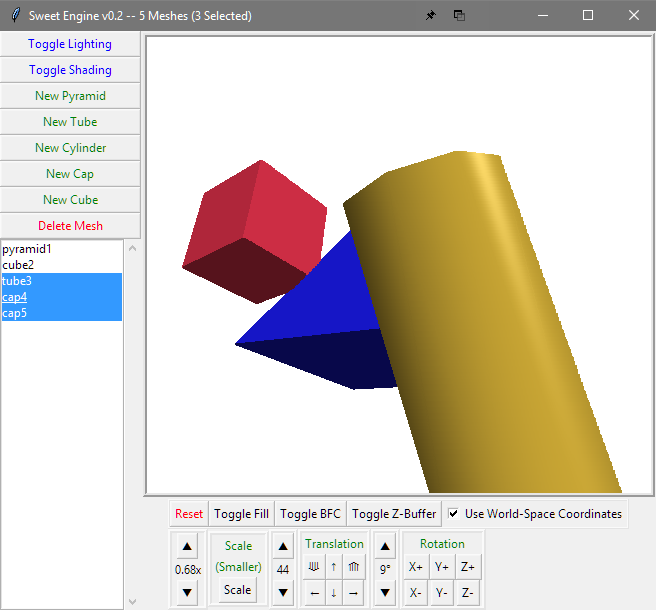 Sweet Engine v0.2 -- 5 Meshes (3 Selected)
Toggle Lighting
Toggle Shading
New Pyramid
New Tube
New Cylinder
New Cap
New Cube
Delete Mesh
pyramid1
cube2
tube3
cap4
cap5
Reset Toggle Fill Toggle BFC Toggle Z-Buffer Use World-Space Coordinates
Scale Translation Rotation
0.68x (Smaller) 44 ⤋ ↑ ⤊ 9° X+ Y+ Z+
Scale ← ↓ → X- Y- Z-